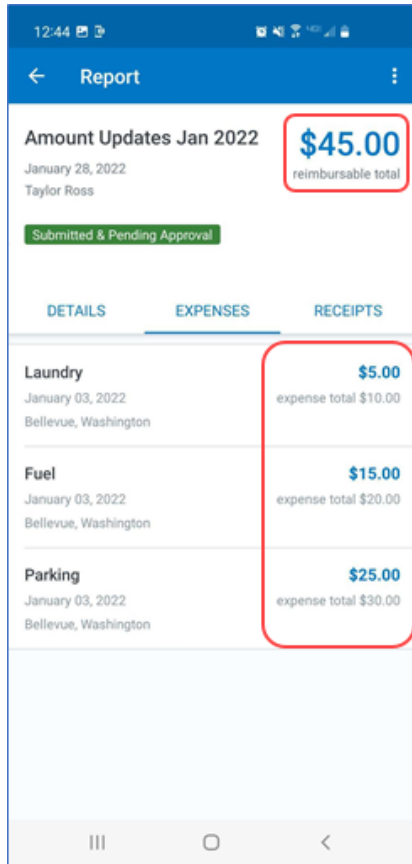 12:44
Report
Amount Updates Jan 2022
$45.00
January 28, 2022
reimbursable total
Taylor Ross
Submitted & Pending Approval
DETAILS EXPENSES RECEIPTS
Laundry $5.00
January 03, 2022 expense total $10.00
Bellevue, Washington
Fuel $15.00
January 03, 2022 expense total $20.00
Bellevue, Washington
Parking $25.00
January 03, 2022 expense total $30.00
Bellevue, Washington